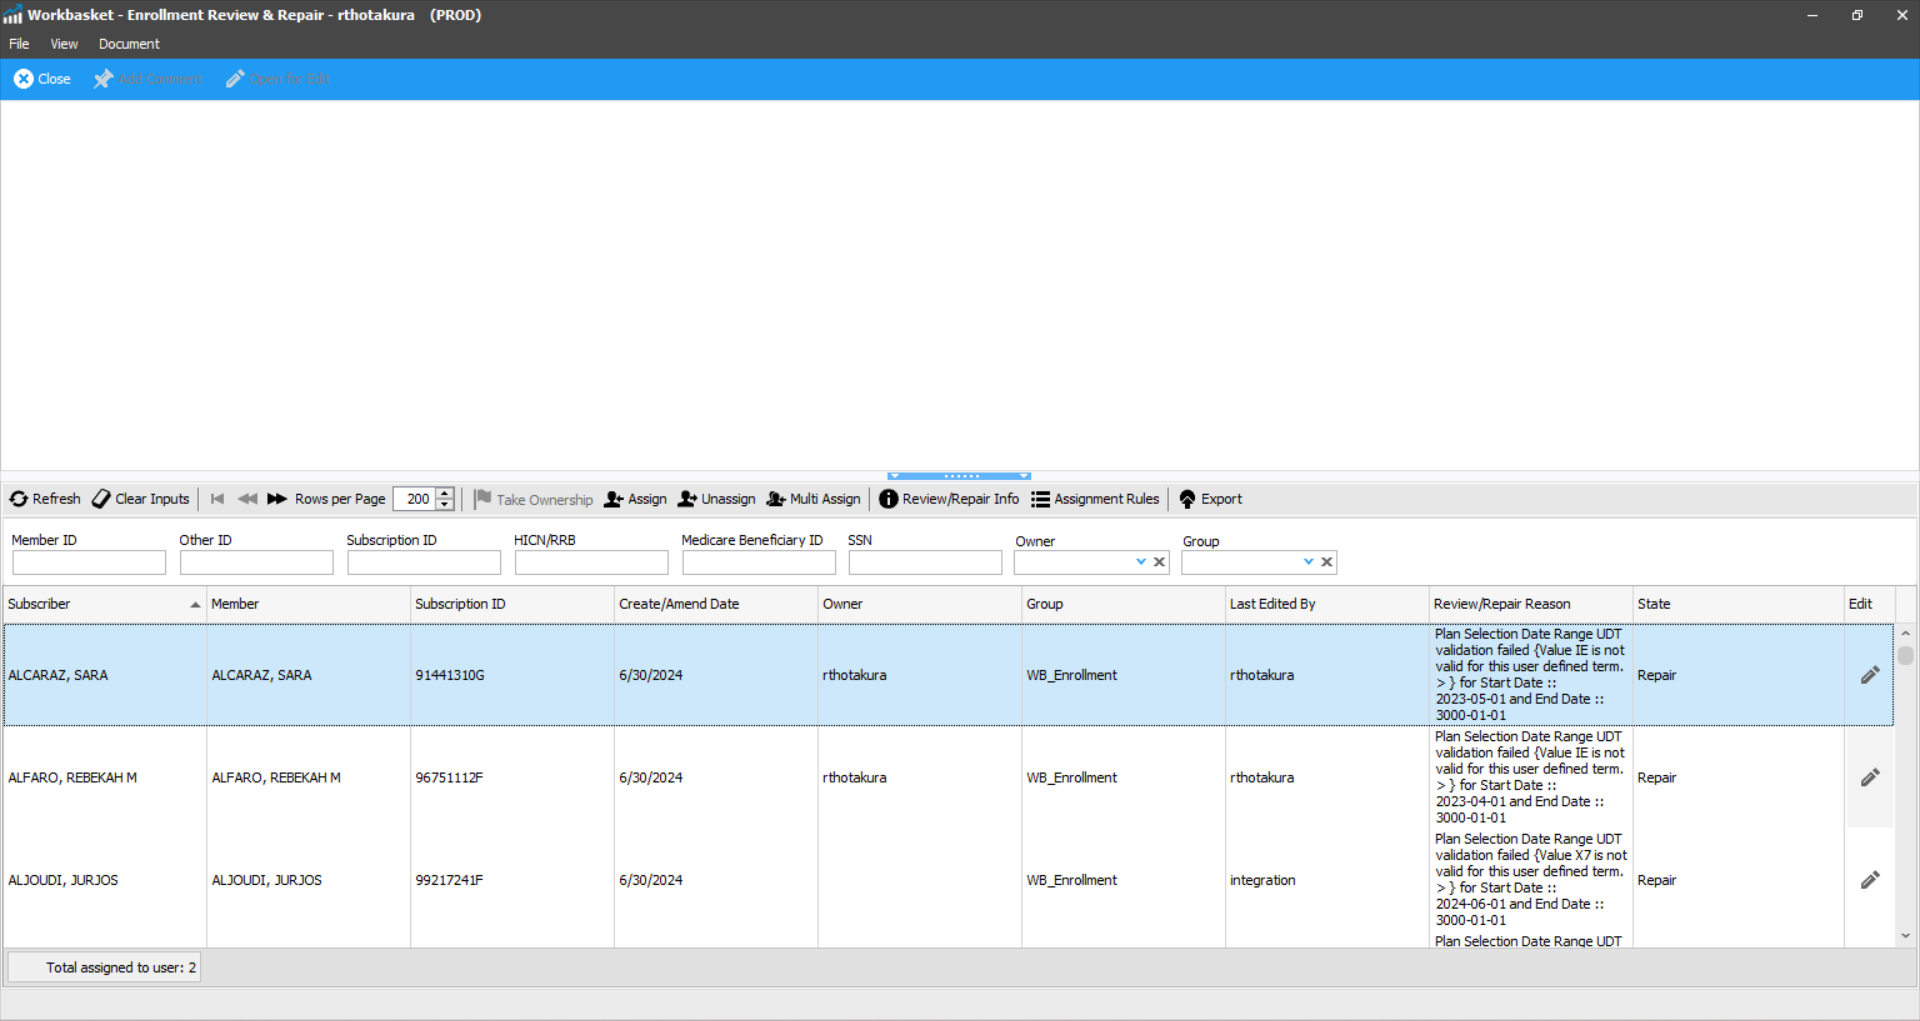 Workbasket - Enrollment Review & Repair - rthotakura (PROD)
File View Document
Close Add Comment Open for Edit
Refresh Clear Inputs Rows per Page 200 Take Ownership Assign Unassign Multi Assign Review/Repair Info Assignment Rules Export
Member ID Other ID Subscription ID HICN/RRB Medicare Beneficiary ID SSN Owner Group
Subscriber Member Subscription ID Create/Amend Date Owner Group Last Edited By Review/Repair Reason State Edit
ALCARAZ, SARA ALCARAZ, SARA 91441310G 6/30/2024 rthotakura WB_Enrollment rthotakura
Plan Selection Date Range UDT
validation failed {Value IE is not
valid for this user defined term.
> } for Start Date ::
2023-05-01 and End Date ::
3000-01-01
Repair
ALFARO, REBEKAH M ALFARO, REBEKAH M 96751112F 6/30/2024 rthotakura WB_Enrollment rthotakura
Plan Selection Date Range UDT
validation failed {Value IE is not
valid for this user defined term.
> } for Start Date ::
2023-04-01 and End Date ::
3000-01-01
Repair
ALJOUDI, JURJOS ALJOUDI, JURJOS 99217241F 6/30/2024 WB_Enrollment integration
Plan Selection Date Range UDT
validation failed {Value X7 is not
valid for this user defined term.
> } for Start Date ::
2024-06-01 and End Date ::
3000-01-01
Repair
Plan Selection Date Range UDT
Total assigned to user: 2